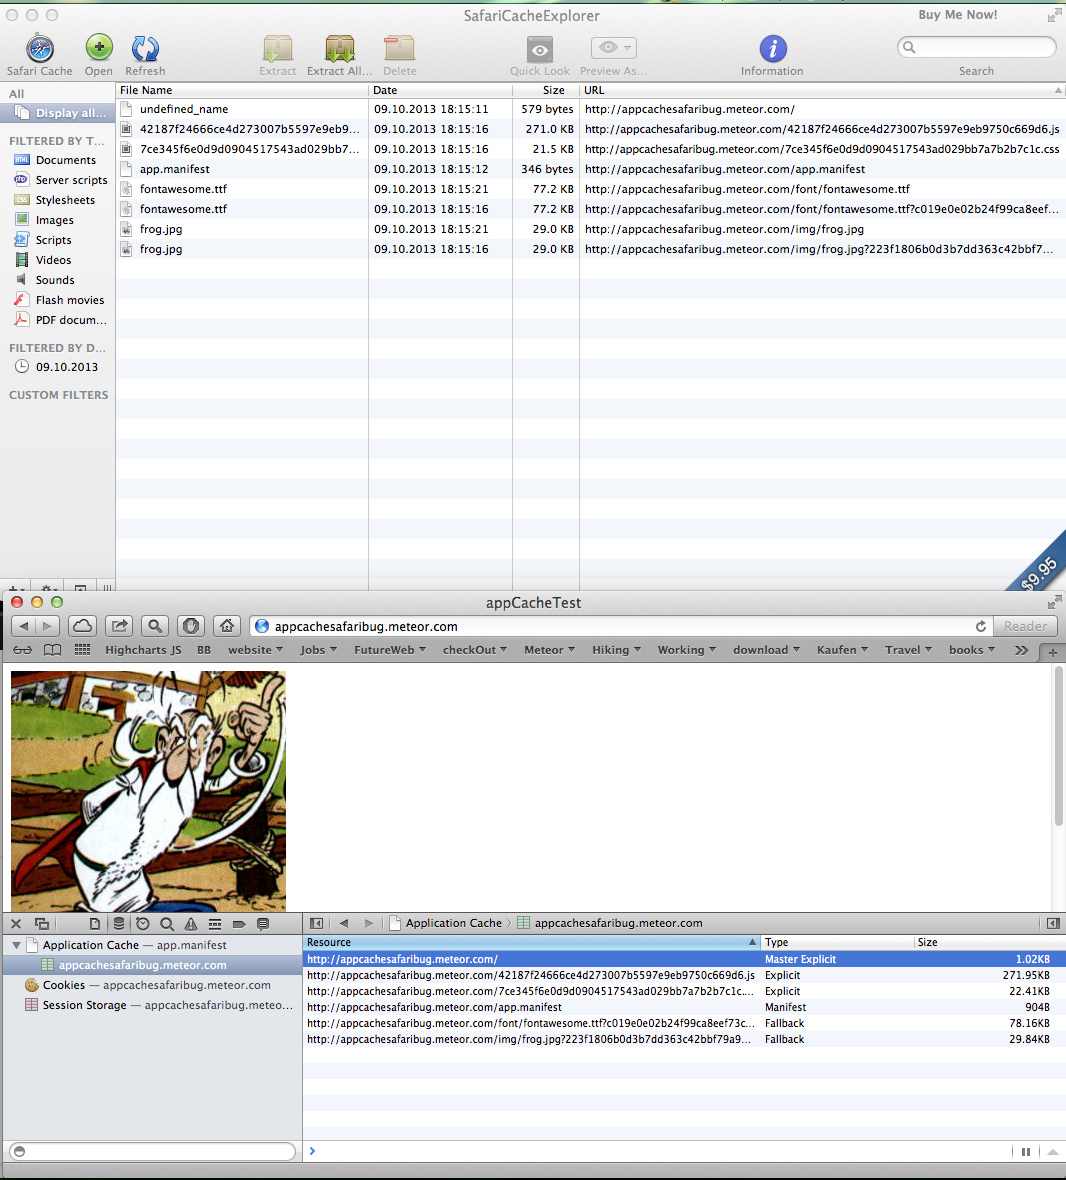 SafariCacheExplorer
Buy Me Now!
Safari Cache Open Refresh Extract Extract All... Delete Quick Look Preview As... Information Search
All
Display all...
FILTERED BY T...
Documents
Server scripts
Stylesheets
Images
Scripts
Videos
Sounds
Flash movies
PDF docum...
FILTERED BY D...
09.10.2013
CUSTOM FILTERS
File Name Date Size URL
undefined_name 09.10.2013 18:15:11 579 bytes http://appcachesafaribug.meteor.com/
42187f24666ce4d273007b5597e9eb9... 09.10.2013 18:15:16 271.0 KB http://appcachesafaribug.meteor.com/42187f24666ce4d273007b5597e9eb9750c669d6.js
7ce345f6e0d9d0904517543ad029bb7... 09.10.2013 18:15:16 21.5 KB http://appcachesafaribug.meteor.com/7ce345f6e0d9d0904517543ad029bb7a7b2b7c1c.css
app.manifest 09.10.2013 18:15:12 346 bytes http://appcachesafaribug.meteor.com/app.manifest
fontawesome.ttf 09.10.2013 18:15:21 77.2 KB http://appcachesafaribug.meteor.com/font/fontawesome.ttf
fontawesome.ttf 09.10.2013 18:15:16 77.2 KB http://appcachesafaribug.meteor.com/font/fontawesome.ttf?c019e0e02b24f99ca8eef...
frog.jpg 09.10.2013 18:15:21 29.0 KB http://appcachesafaribug.meteor.com/img/frog.jpg
frog.jpg 09.10.2013 18:15:16 29.0 KB http://appcachesafaribug.meteor.com/img/frog.jpg?223f1806b0d3b7dd363c42bbf7...
$9.95
appCacheTest
appcachesafaribug.meteor.com Reader
Highcharts JS BB website Jobs FutureWeb checkOut Meteor Hiking Working download Kaufen Travel books
Application Cache appcachesafaribug.meteor.com
Application Cache — app.manifest
appcachesafaribug.meteor.com
Cookies — appcachesafaribug.meteor.com
Session Storage — appcachesafaribug.meteo...
Resource Type Size
http://appcachesafaribug.meteor.com/ Master Explicit 1.02KB
http://appcachesafaribug.meteor.com/42187f24666ce4d273007b5597e9eb9750c669d6.js Explicit 271.95KB
http://appcachesafaribug.meteor.com/7ce345f6e0d9d0904517543ad029bb7a7b2b7c1c.... Explicit 22.41KB
http://appcachesafaribug.meteor.com/app.manifest Manifest 904B
http://appcachesafaribug.meteor.com/font/fontawesome.ttf?c019e0e02b24f99ca8eef73c... Fallback 78.16KB
http://appcachesafaribug.meteor.com/img/frog.jpg?223f1806b0d3b7dd363c42bbf79a9... Fallback 29.84KB